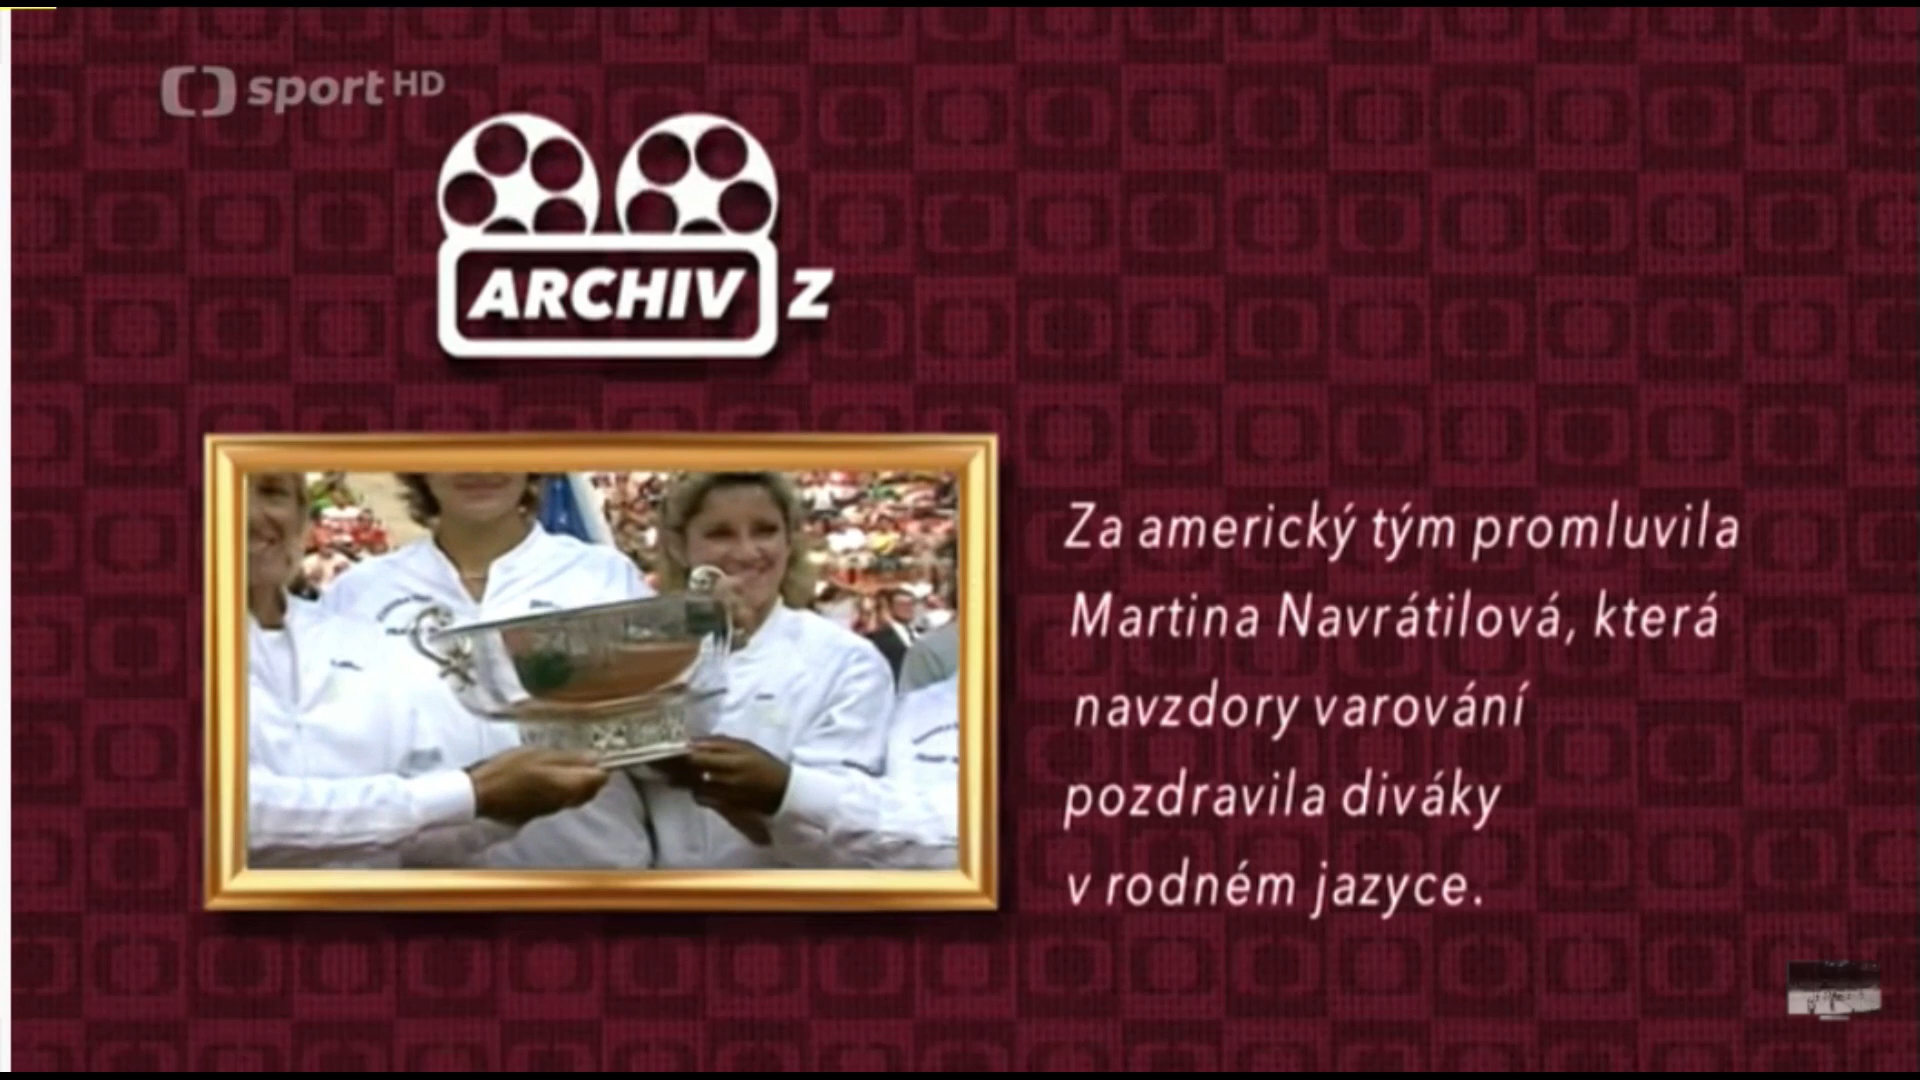 sport HD
ARCHIV Z
Za americký tým promluvila
Martina Navrátilová, která
navzdory varování
pozdravila diváky
v rodném jazyce.